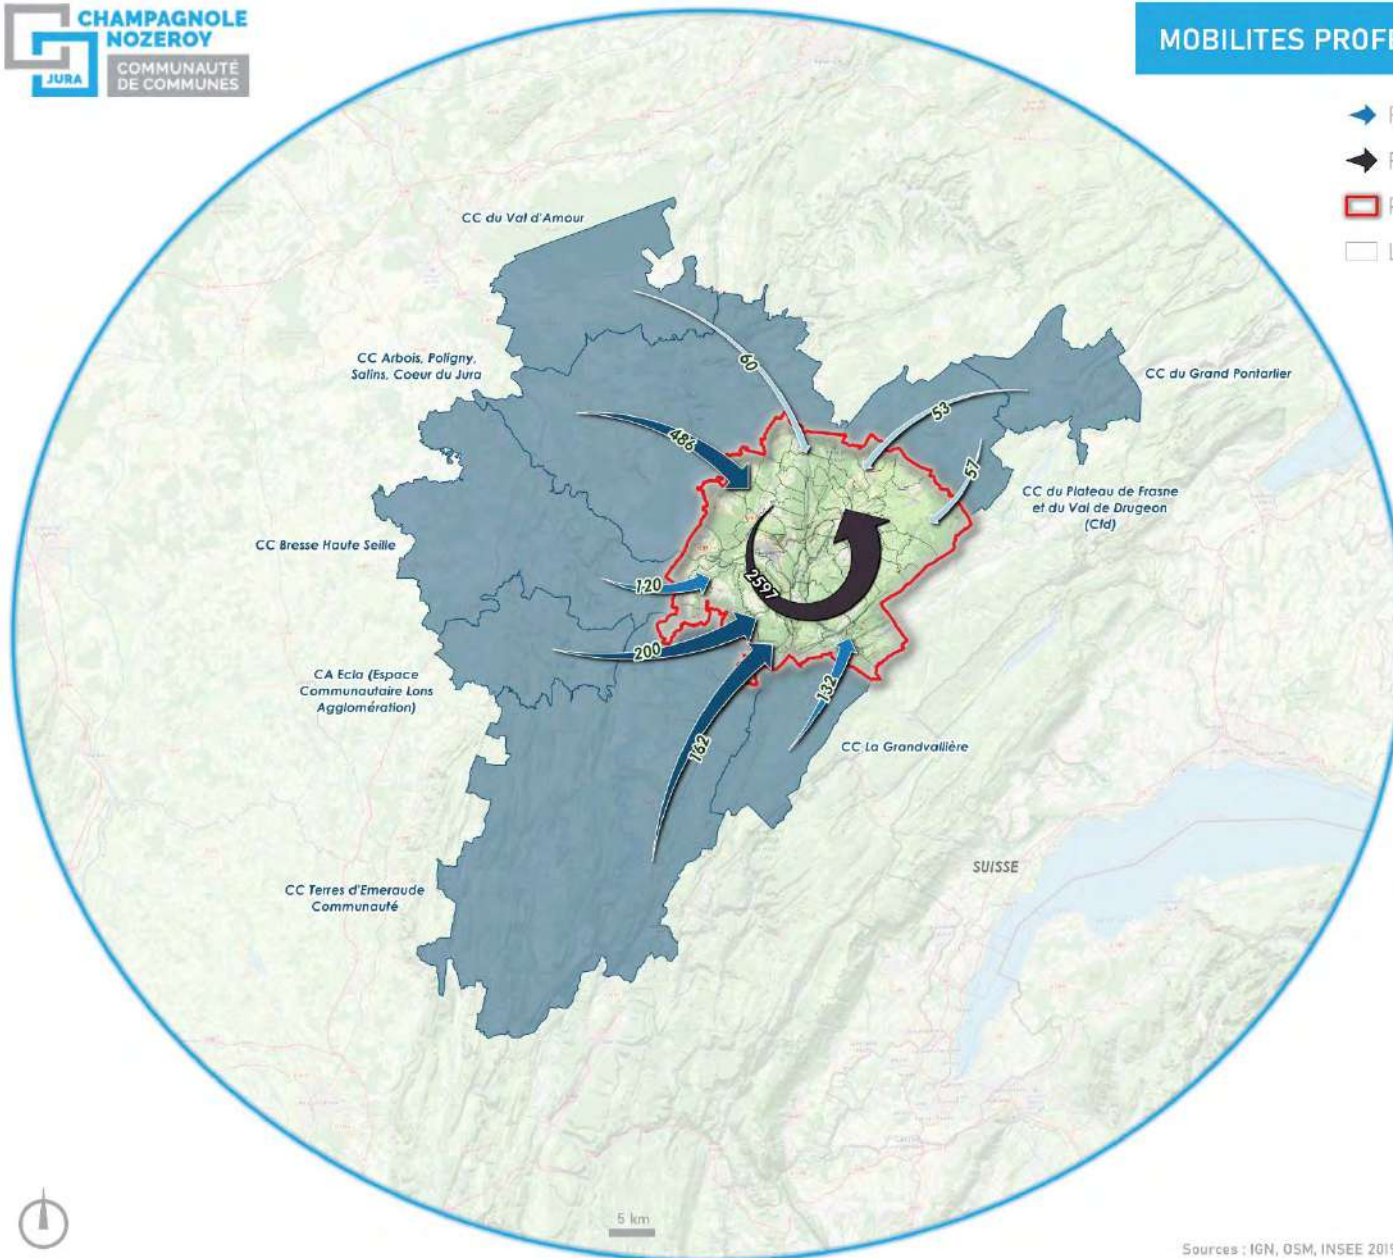 CHAMPAGNOLE
NOZEROY
JURA
COMMUNAUTÉ
DE COMMUNES
MOBILITES PROFE
CC du Val d'Amour
CC Arbois, Poligny,
Salins, Coeur du Jura
60
CC du Grand Pontarlier
53
486
57
CC du Plateau de Frasne
et du Val de Drugeon
(Cfd)
CC Bresse Haute Seille
120
2597
200
CA Ecla (Espace
Communautaire Lons
Agglomération)
132
162
CC La Grandvallière
SUISSE
CC Terres d'Emeraude
Communauté
5 km
Sources : IGN, OSM, INSEE 2019